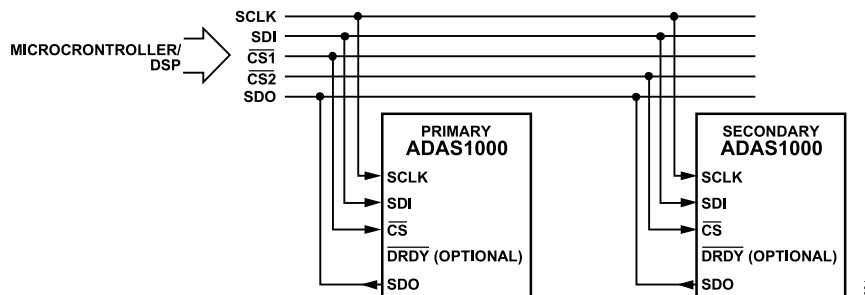 SCLK
SDI
MICROCRONTROLLER/
DSP
CS1
CS2
SDO
PRIMARY
ADAS1000
SCLK
SDI
CS
DRDY (OPTIONAL)
SDO
SECONDARY
ADAS1000
SCLK
SDI
CS
DRDY (OPTIONAL)
SDO